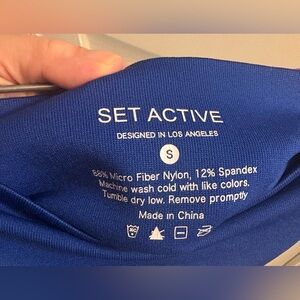 SET ACTIVE
DESIGNED IN LOS ANGELES
S
88% Micro Fiber Nylon, 12% Spandex
Machine wash cold with like colors.
Tumble dry low. Remove promptly
Made in China